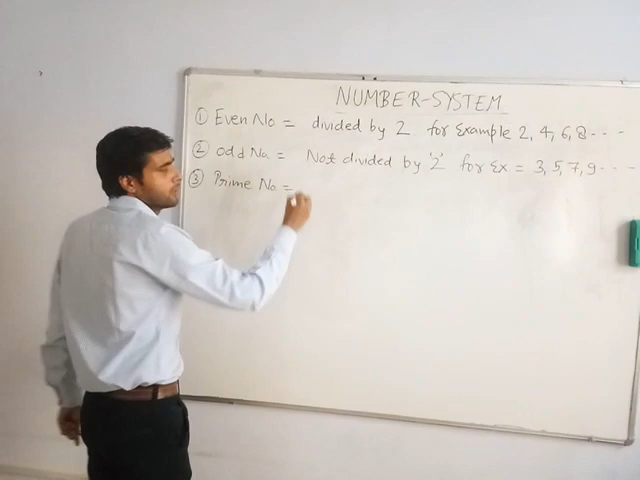 NUMBER-SYSTEM
① Even No = divided by 2 for Example 2, 4, 6, 8 - - - -
② odd No. = Not divided by '2' for Ex = 3, 5, 7, 9 - - - -
③ Prime No. =